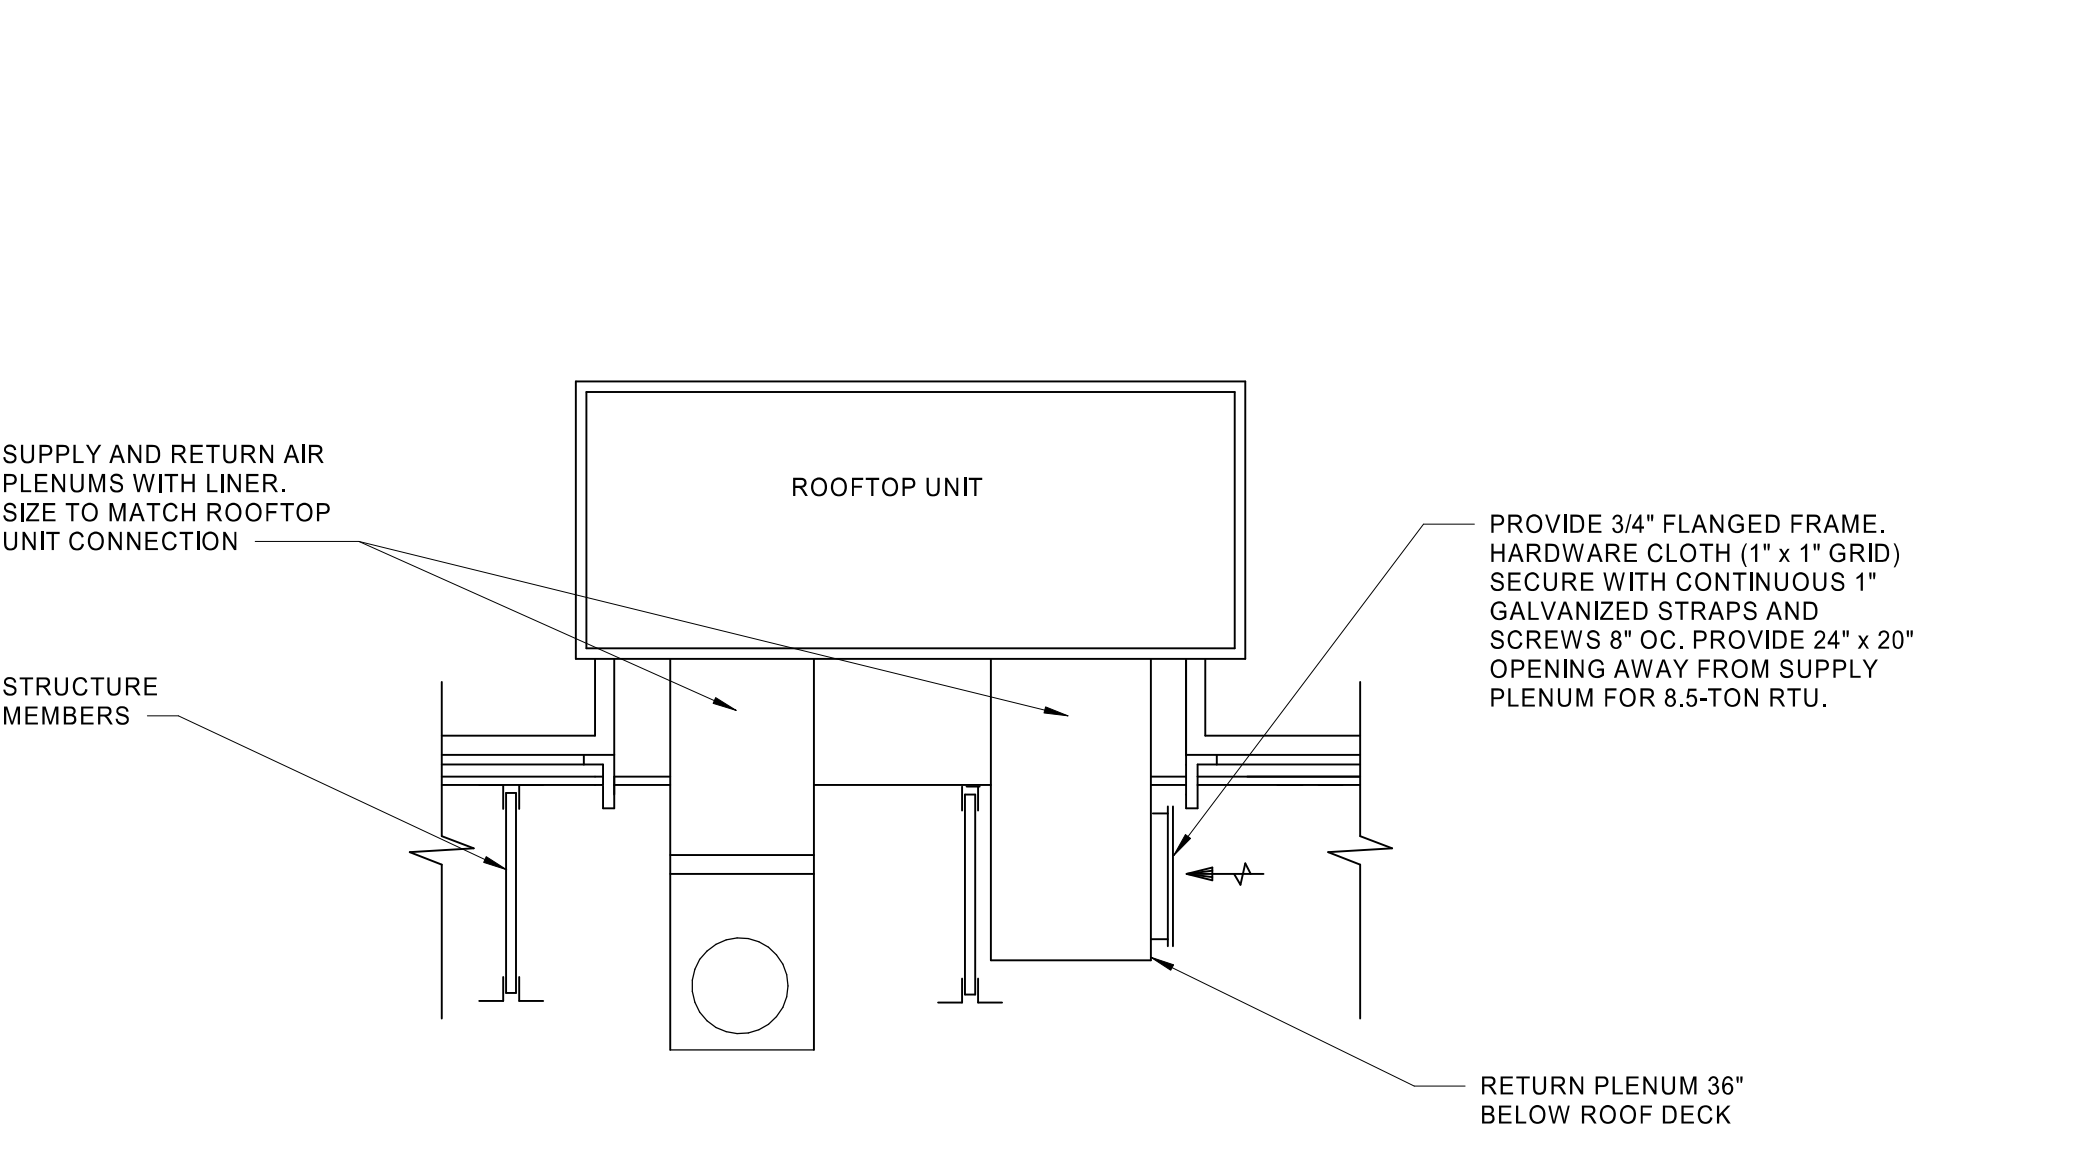 SUPPLY AND RETURN AIR
PLENUMS WITH LINER.
SIZE TO MATCH ROOFTOP
UNIT CONNECTION
STRUCTURE
MEMBERS
ROOFTOP UNIT
PROVIDE 3/4" FLANGED FRAME.
HARDWARE CLOTH (1" x 1" GRID)
SECURE WITH CONTINUOUS 1"
GALVANIZED STRAPS AND
SCREWS 8" OC. PROVIDE 24" x 20"
OPENING AWAY FROM SUPPLY
PLENUM FOR 8.5-TON RTU.
RETURN PLENUM 36"
BELOW ROOF DECK